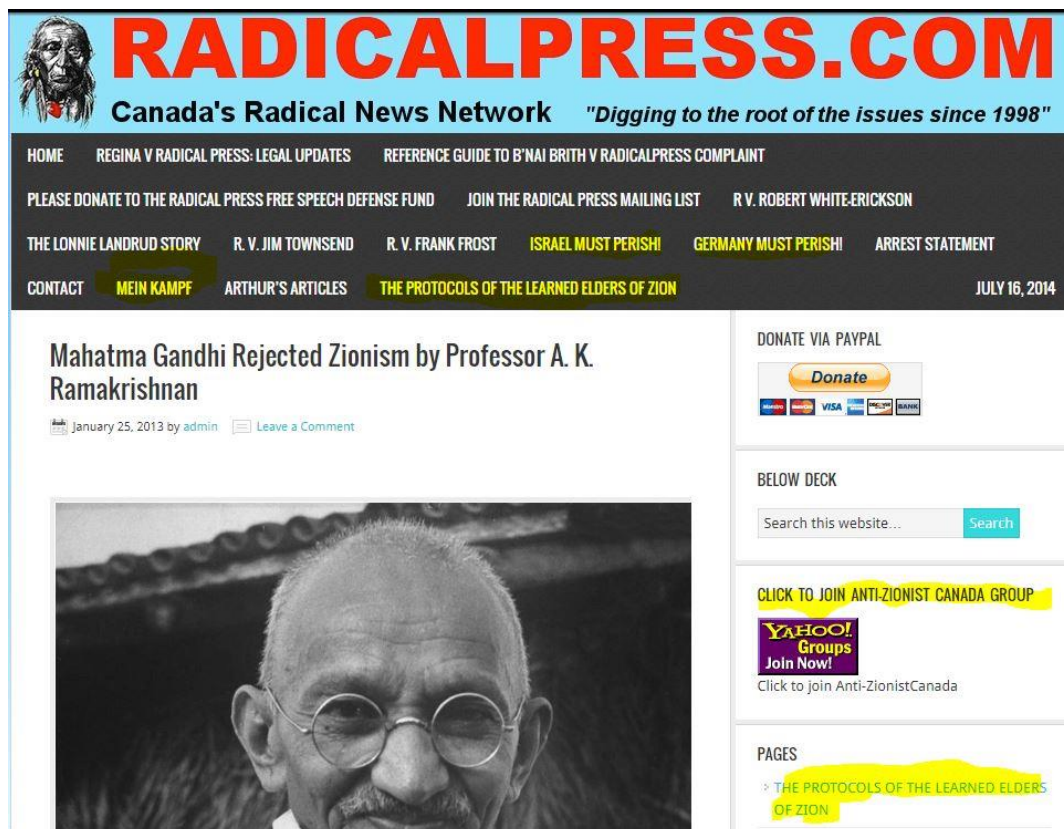 RADICALPRESS.COM
Canada's Radical News Network "Digging to the root of the issues since 1998"
HOME REGINA V RADICAL PRESS: LEGAL UPDATES REFERENCE GUIDE TO B'NAI BRITH V RADICALPRESS COMPLAINT
PLEASE DONATE TO THE RADICAL PRESS FREE SPEECH DEFENSE FUND JOIN THE RADICAL PRESS MAILING LIST R V. ROBERT WHITE-ERICKSON
THE LONNIE LANDRUD STORY R. V. JIM TOWNSEND R. V. FRANK FROST ISRAEL MUST PERISH! GERMANY MUST PERISH! ARREST STATEMENT
CONTACT MEIN KAMPF ARTHUR'S ARTICLES THE PROTOCOLS OF THE LEARNED ELDERS OF ZION JULY 16, 2014
Mahatma Gandhi Rejected Zionism by Professor A. K.
Ramakrishnan
January 25, 2013 by admin Leave a Comment
DONATE VIA PAYPAL
Donate
Maestro VISA BANK
BELOW DECK
Search this website... Search
CLICK TO JOIN ANTI-ZIONIST CANADA GROUP
YAHOO!
Groups
Join Now!
Click to join Anti-ZionistCanada
PAGES
THE PROTOCOLS OF THE LEARNED ELDERS
OF ZION